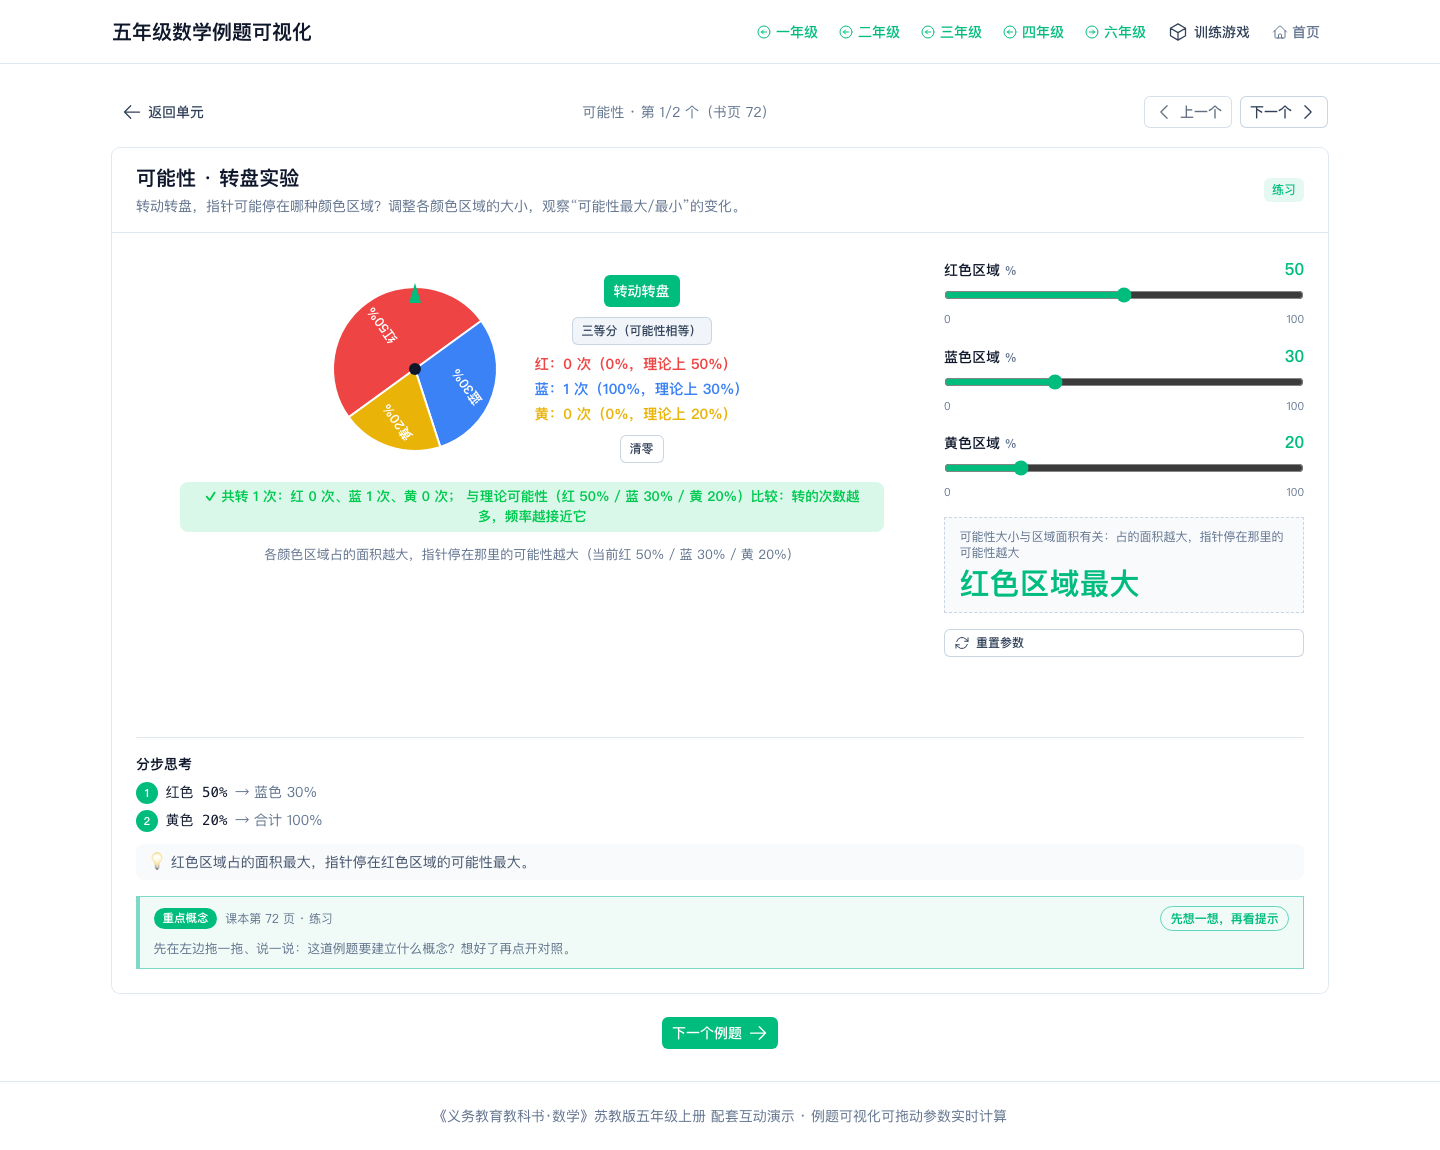 五年级数学例题可视化
一年级 二年级 三年级 四年级 六年级 训练游戏 首页
返回单元
可能性 · 第 1/2 个（书页 72）
上一个 下一个
可能性 · 转盘实验
转动转盘，指针可能停在哪种颜色区域？调整各颜色区域的大小，观察“可能性最大/最小”的变化。
练习
红50%
蓝30%
黄20%
转动转盘
三等分（可能性相等）
红：0 次（0%，理论上 50%）
蓝：1 次（100%，理论上 30%）
黄：0 次（0%，理论上 20%）
清零
✓ 共转 1 次：红 0 次、蓝 1 次、黄 0 次； 与理论可能性（红 50% / 蓝 30% / 黄 20%）比较：转的次数越
多，频率越接近它
各颜色区域占的面积越大，指针停在那里的可能性越大（当前红 50% / 蓝 30% / 黄 20%）
红色区域 % 50
0 100
蓝色区域 % 30
0 100
黄色区域 % 20
0 100
可能性大小与区域面积有关：占的面积越大，指针停在那里的
可能性越大
红色区域最大
重置参数
分步思考
1 红色 50% → 蓝色 30%
2 黄色 20% → 合计 100%
💡 红色区域占的面积最大，指针停在红色区域的可能性最大。
重点概念 课本第 72 页 · 练习
先想一想，再看提示
先在左边拖一拖、说一说：这道例题要建立什么概念？想好了再点开对照。
下一个例题
《义务教育教科书·数学》苏教版五年级上册 配套互动演示 · 例题可视化可拖动参数实时计算